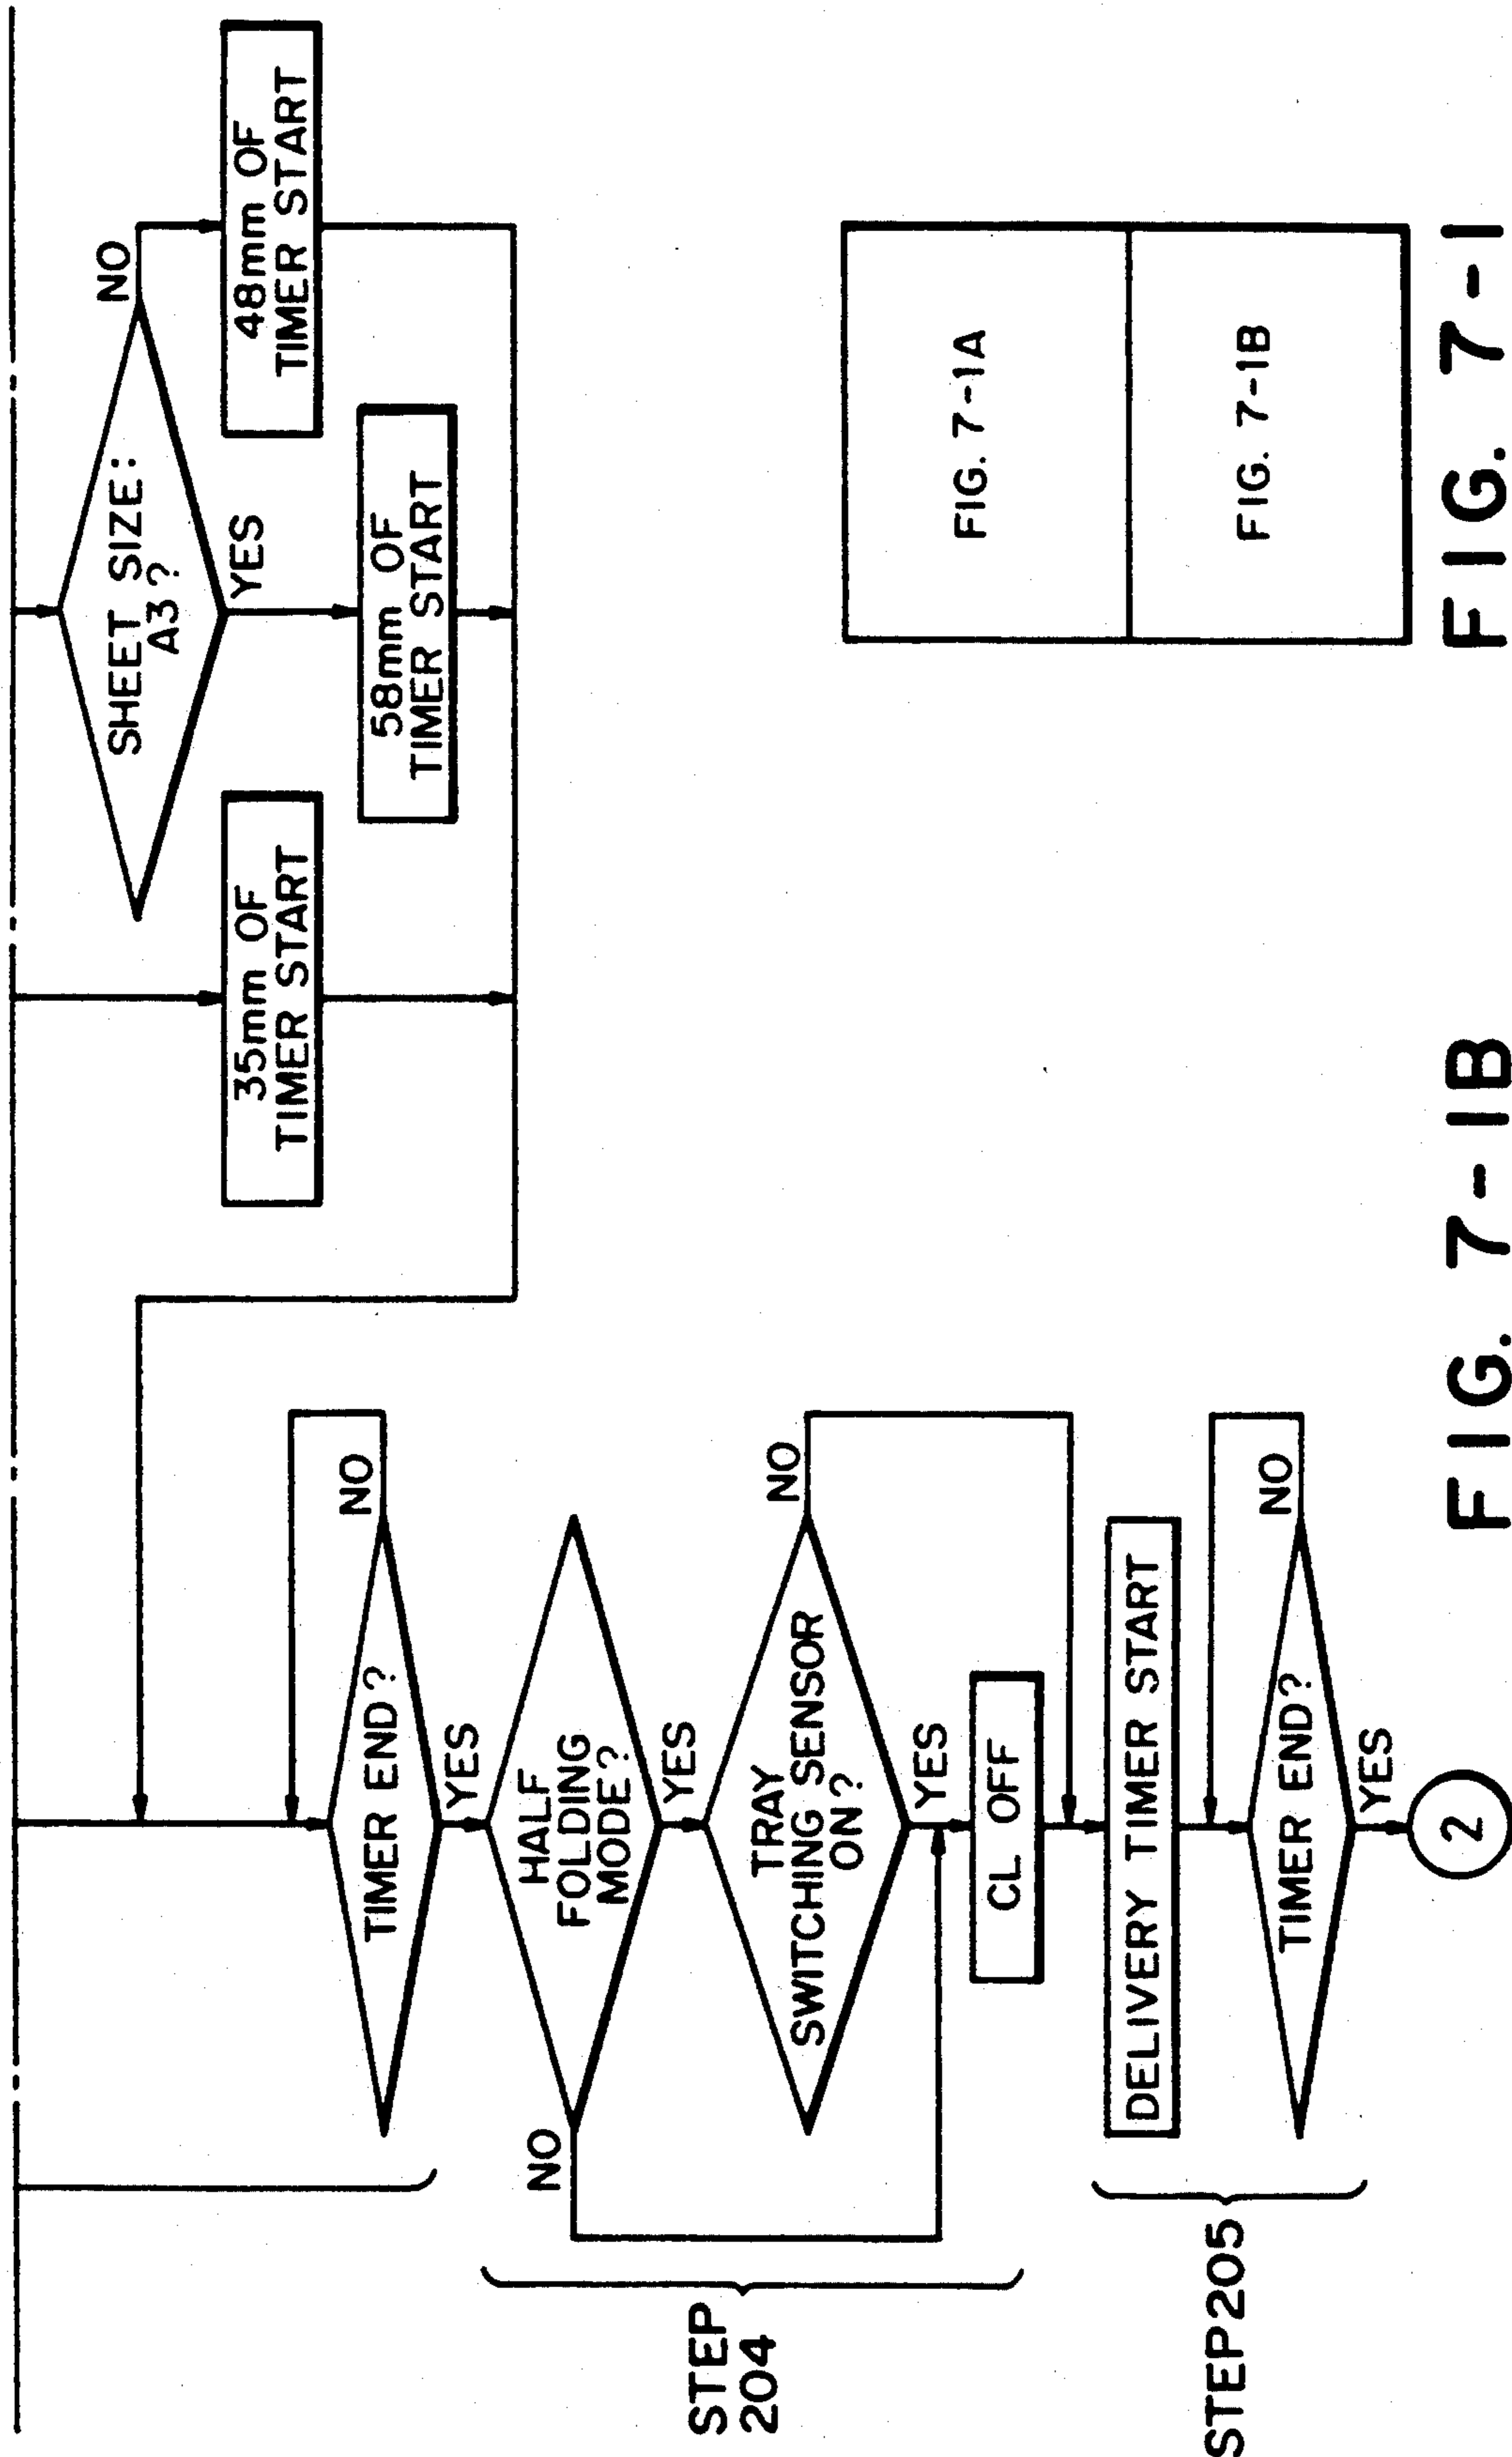 SHEET SIZE:
A3?
NO
YES
35mm OF
TIMER START
58mm OF
TIMER START
48mm OF
TIMER START
TIMER END?
NO
YES
HALF
FOLDING
MODE?
NO
YES
TRAY
SWITCHING SENSOR
ON?
NO
YES
CL OFF
STEP
204
DELIVERY TIMER START
TIMER END?
NO
YES
STEP205
2
FIG. 7-1B
FIG. 7-1A
FIG. 7-1B
FIG. 7-1